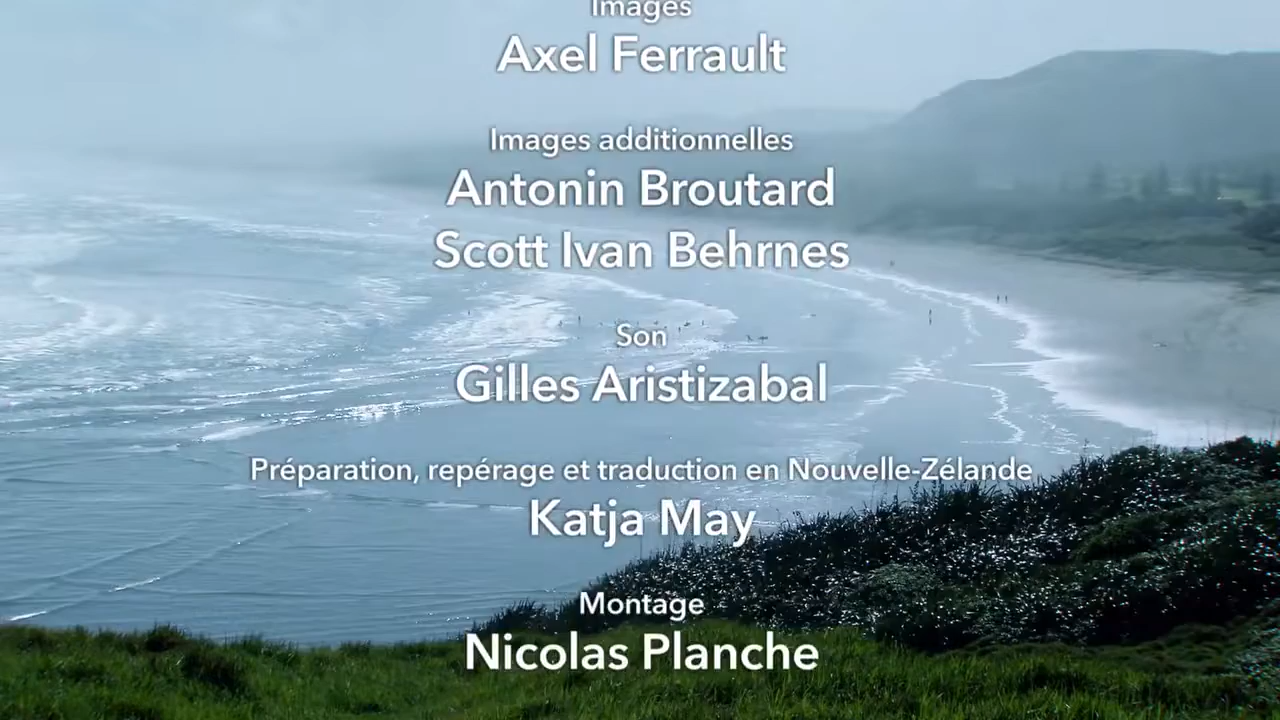 Images
Axel Ferrault
Images additionnelles
Antonin Broutard
Scott Ivan Behrnes
Son
Gilles Aristizabal
Préparation, repérage et traduction en Nouvelle-Zélande
Katja May
Montage
Nicolas Planche